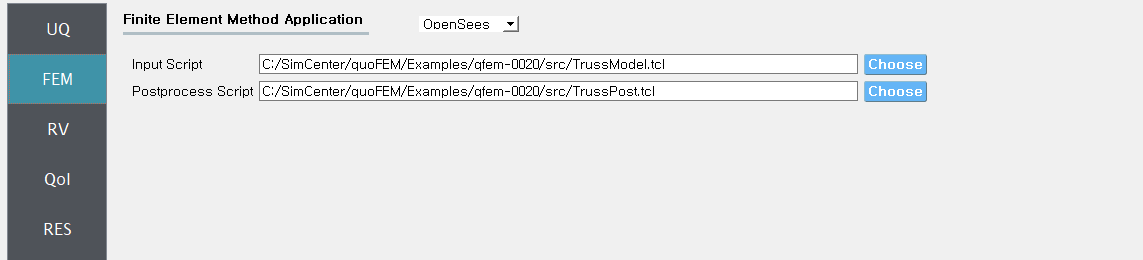 UQ
FEM
RV
QoI
RES
Finite Element Method Application
OpenSees
Input Script
C:/SimCenter/quoFEM/Examples/qfem-0020/src/TrussModel.tcl
Choose
Postprocess Script
C:/SimCenter/quoFEM/Examples/qfem-0020/src/TrussPost.tcl
Choose